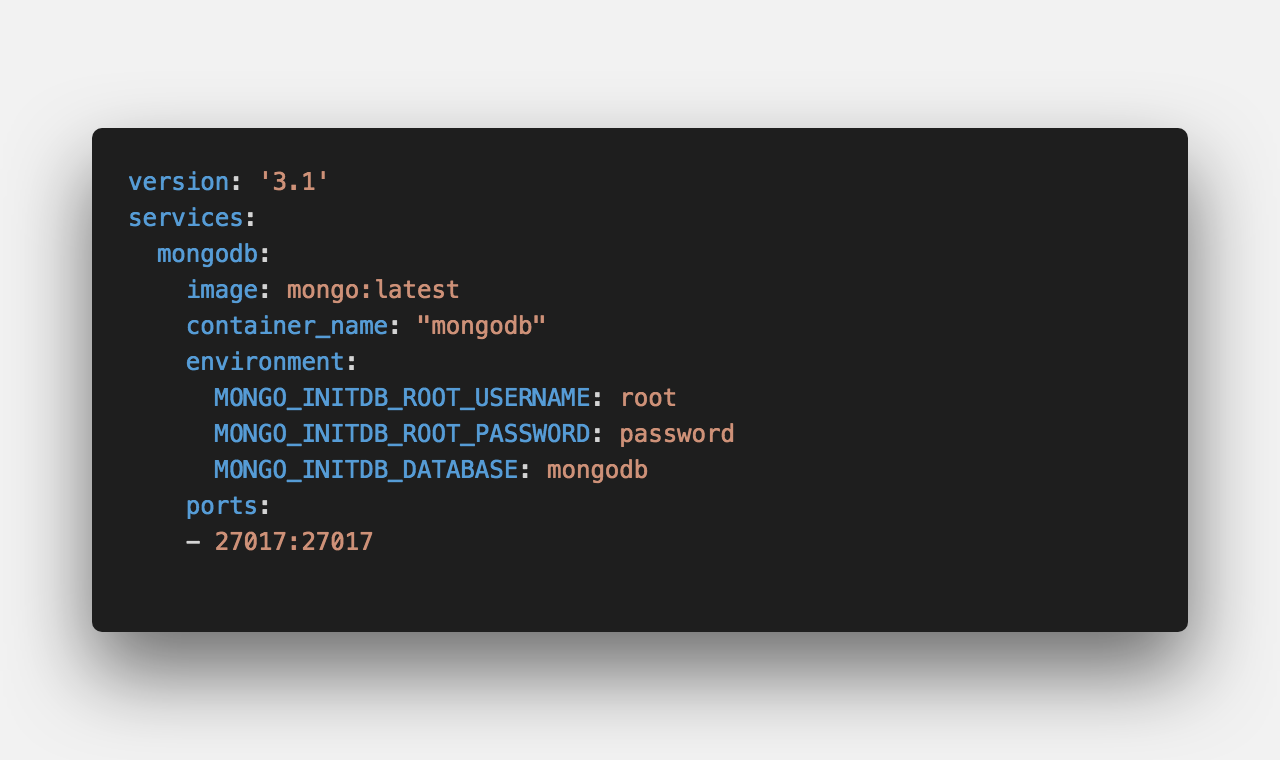 version: '3.1'
services:
  mongodb:
    image: mongo:latest
    container_name: "mongodb"
    environment:
      MONGO_INITDB_ROOT_USERNAME: root
      MONGO_INITDB_ROOT_PASSWORD: password
      MONGO_INITDB_DATABASE: mongodb
    ports:
    - 27017:27017